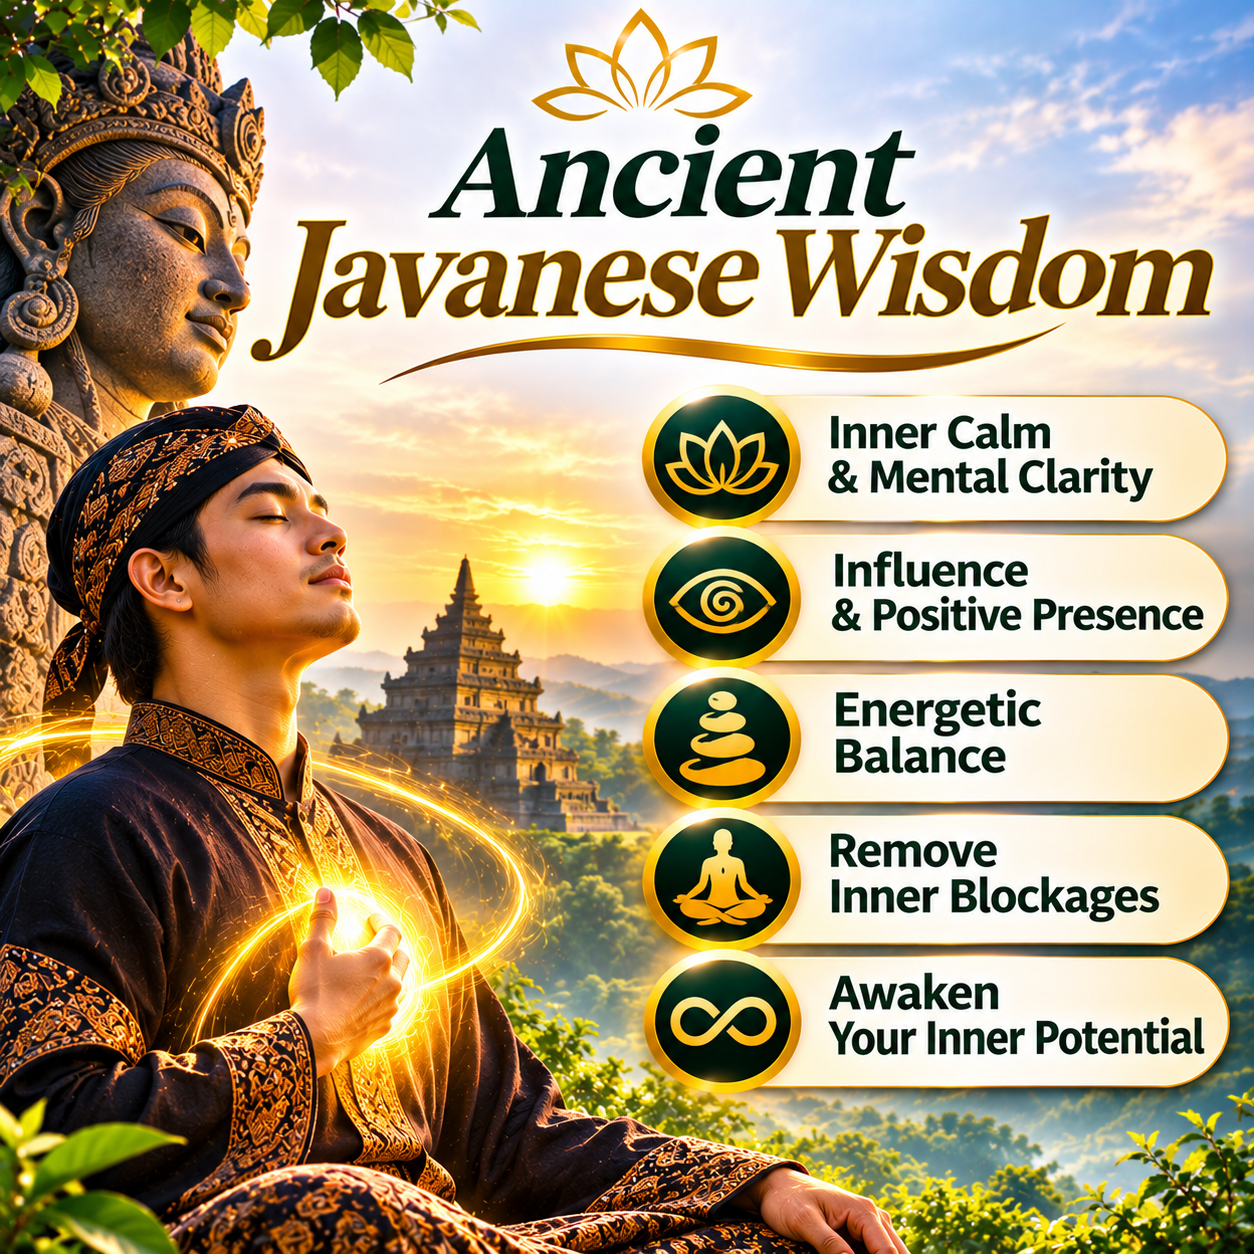 Ancient
Javanese Wisdom
Inner Calm
& Mental Clarity
Influence
& Positive Presence
Energetic
Balance
Remove
Inner Blockages
Awaken
Your Inner Potential